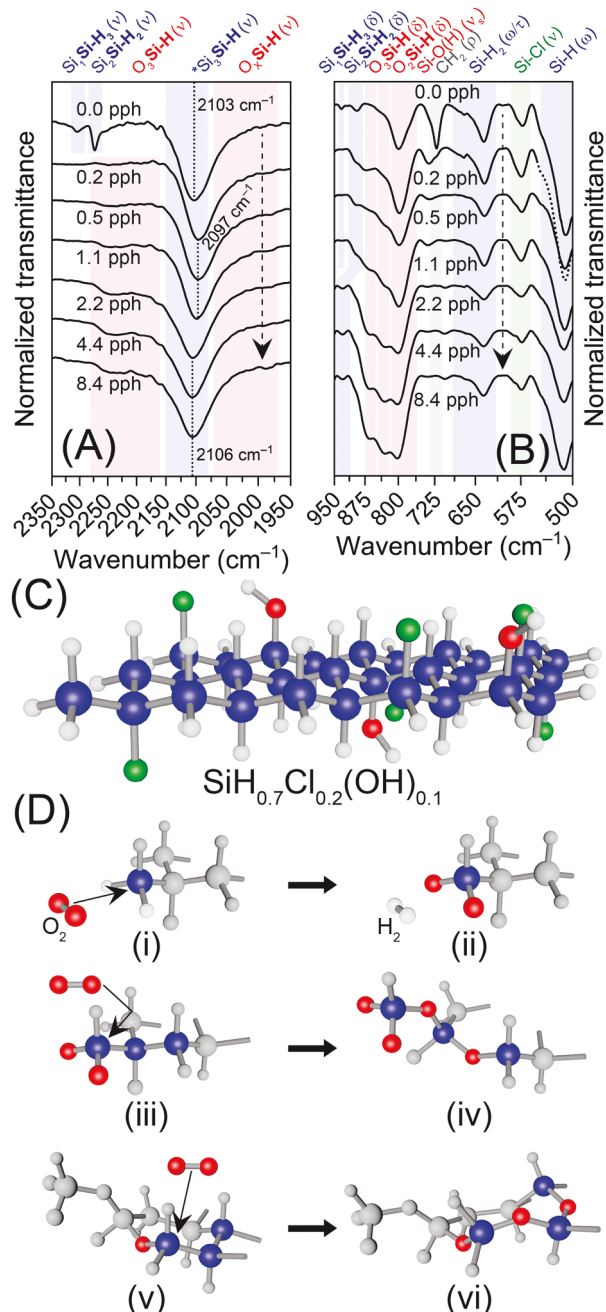 (A)
Si₁Si-H₃(ν)
Si₂Si-H₂(ν)
O₃Si-H(ν)
*Si₃Si-H(ν)
OₓSi-H(ν)
2103 cm⁻¹
0.0 pph
0.2 pph
0.5 pph
2097 cm⁻¹
1.1 pph
2.2 pph
4.4 pph
8.4 pph
2106 cm⁻¹
Normalized transmittance
2350
2300
2250
2200
2150
2100
2050
2000
1950
Wavenumber (cm⁻¹)
(B)
Si₁Si-H₃(δ)
Si₂Si-H₂(δ)
O₃Si-H(δ)
O₂Si-H(δ)
Si-O(H)(νₛ)
CH₂(ρ)
Si-H₂(ω/τ)
Si-Cl(ν)
Si-H(ω)
0.0 pph
0.2 pph
0.5 pph
1.1 pph
2.2 pph
4.4 pph
8.4 pph
Normalized transmittance
950
875
800
725
650
575
500
Wavenumber (cm⁻¹)
(C)
SiH₀.₇Cl₀.₂(OH)₀.₁
(D)
O₂
H₂
(i)
(ii)
(iii)
(iv)
(v)
(vi)